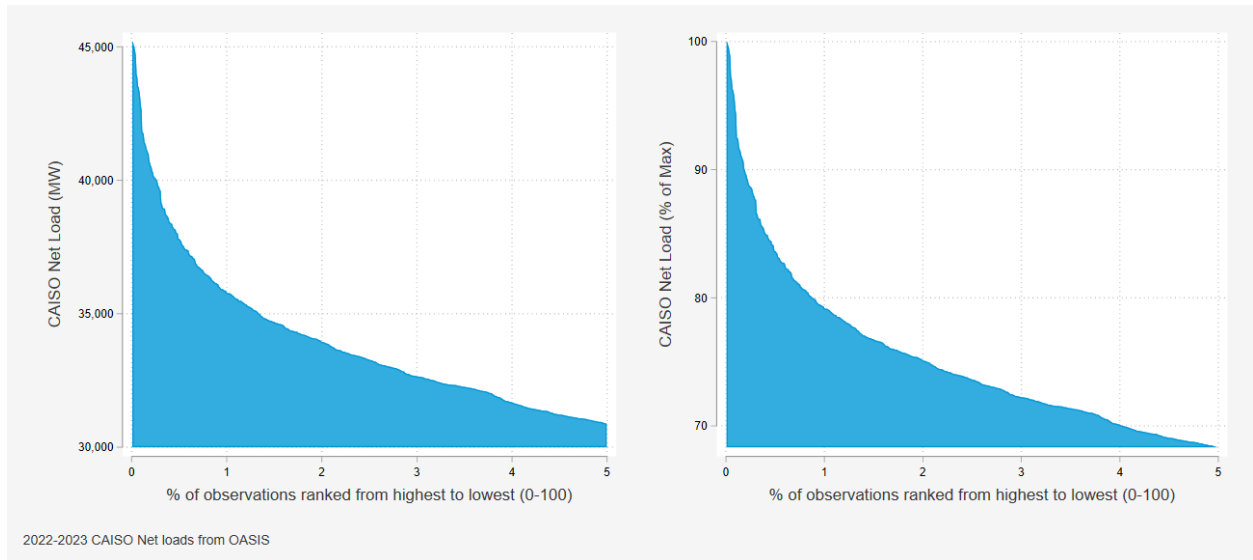 45,000
40,000
35,000
30,000
CAISO Net Load (MW)
0 1 2 3 4 5
% of observations ranked from highest to lowest (0-100)
100
90
80
70
CAISO Net Load (% of Max)
0 1 2 3 4 5
% of observations ranked from highest to lowest (0-100)
2022-2023 CAISO Net loads from OASIS